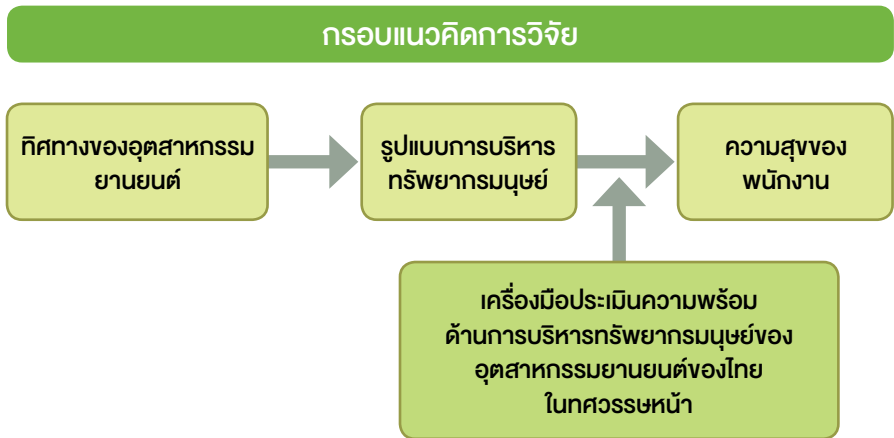 กรอบแนวคิดการวิจัย
ทิศทางของอุตสาหกรรม
ยานยนต์
รูปแบบการบริหาร
ทรัพยากรมนุษย์
ความสุขของ
พนักงาน
เครื่องมือประเมินความพร้อม
ด้านการบริหารทรัพยากรมนุษย์ของ
อุตสาหกรรมยานยนต์ของไทย
ในทศวรรษหน้า